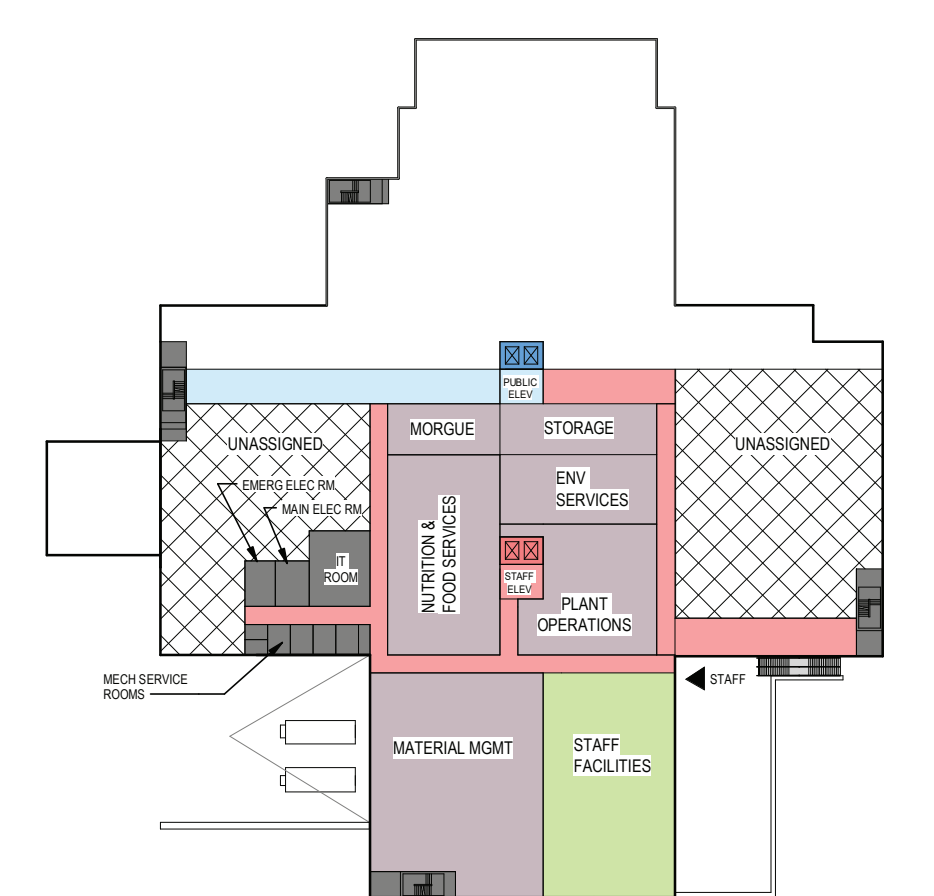 PUBLIC
ELEV
MORGUE
STORAGE
UNASSIGNED
UNASSIGNED
EMERG ELEC RM.
MAIN ELEC RM.
ENV
SERVICES
NUTRITION &
FOOD SERVICES
IT
ROOM
STAFF
ELEV
PLANT
OPERATIONS
MECH SERVICE
ROOMS
STAFF
MATERIAL MGMT
STAFF
FACILITIES